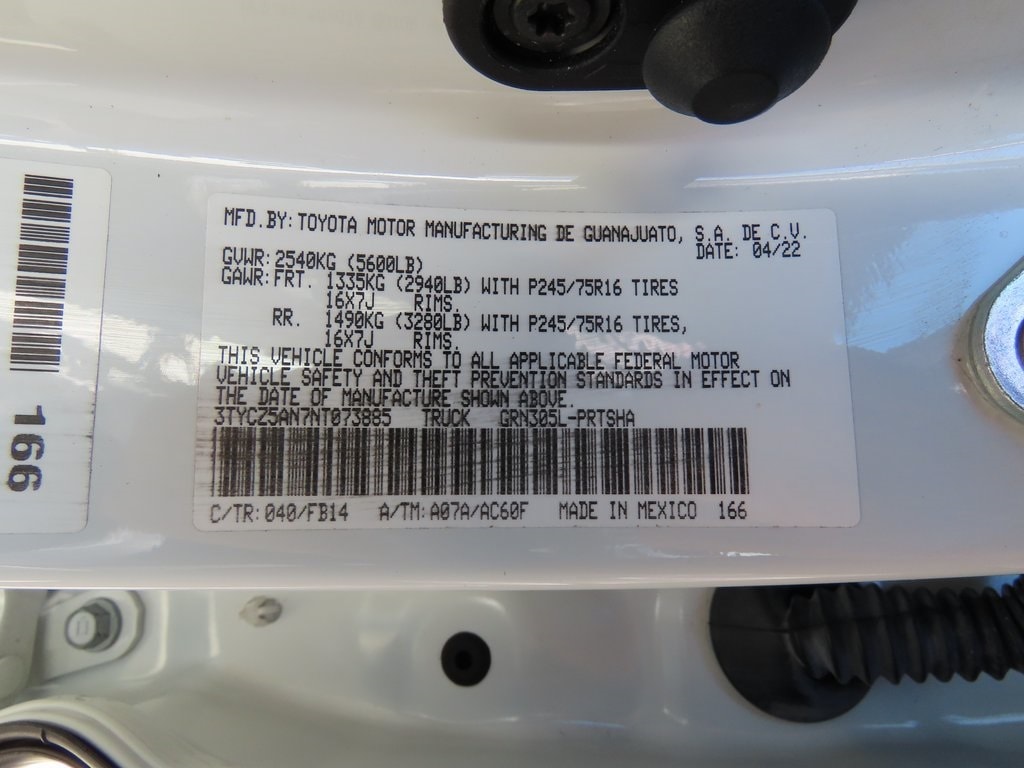 MFD.BY: TOYOTA MOTOR MANUFACTURING DE GUANAJUATO, S.A. DE C.V.
DATE: 04/22
GVWR: 2540KG (5600LB)
GAWR: FRT. 1335KG (2940LB) WITH P245/75R16 TIRES
16X7J RIMS.
RR. 1490KG (3280LB) WITH P245/75R16 TIRES,
16X7J RIMS.
THIS VEHICLE CONFORMS TO ALL APPLICABLE FEDERAL MOTOR
VEHICLE SAFETY AND THEFT PREVENTION STANDARDS IN EFFECT ON
THE DATE OF MANUFACTURE SHOWN ABOVE.
3TYCZ5AN7NT073885 TRUCK GRN305L-PRTSHA
C/TR: 040/FB14 A/TM: A07A/AC60F MADE IN MEXICO 166
166